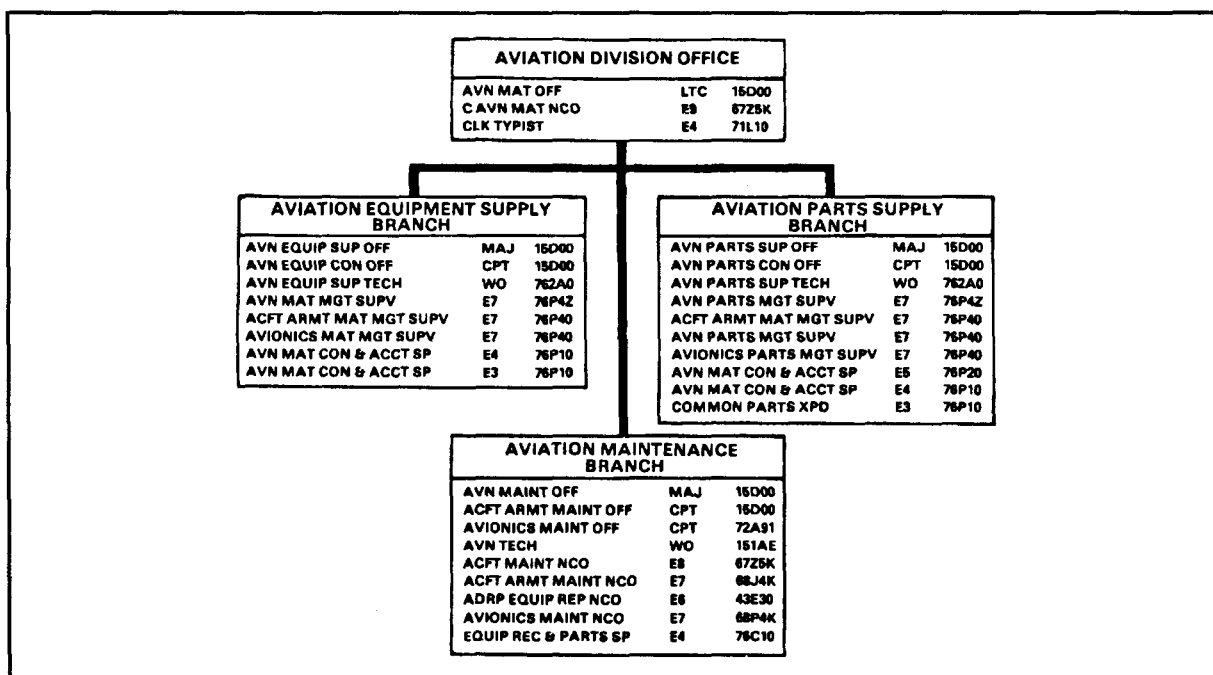 AVIATION DIVISION OFFICE
AVN MAT OFF LTC 15D00
C AVN MAT NCO E9 67Z5K
CLK TYPIST E4 71L10
AVIATION EQUIPMENT SUPPLY
BRANCH
AVN EQUIP SUP OFF MAJ 15D00
AVN EQUIP CON OFF CPT 15D00
AVN EQUIP SUP TECH WO 762A0
AVN MAT MGT SUPV E7 76P4Z
ACFT ARMT MAT MGT SUPV E7 76P40
AVIONICS MAT MGT SUPV E7 76P40
AVN MAT CON & ACCT SP E4 76P10
AVN MAT CON & ACCT SP E3 76P10
AVIATION PARTS SUPPLY
BRANCH
AVN PARTS SUP OFF MAJ 15D00
AVN PARTS CON OFF CPT 15D00
AVN PARTS SUP TECH WO 762A0
AVN PARTS MGT SUPV E7 76P4Z
ACFT ARMT MAT MGT SUPV E7 76P40
AVN PARTS MGT SUPV E7 76P40
AVIONICS PARTS MGT SUPV E7 76P40
AVN MAT CON & ACCT SP E5 76P20
AVN MAT CON & ACCT SP E4 76P10
COMMON PARTS XPD E3 76P10
AVIATION MAINTENANCE
BRANCH
AVN MAINT OFF MAJ 15D00
ACFT ARMT MAINT OFF CPT 15D00
AVIONICS MAINT OFF CPT 72A91
AVN TECH WO 151AE
ACFT MAINT NCO E8 67Z5K
ACFT ARMT MAINT NCO E7 68J4K
ADRP EQUIP REP NCO E6 43E30
AVIONICS MAINT NCO E7 68P4K
EQUIP REC & PARTS SP E4 76C10